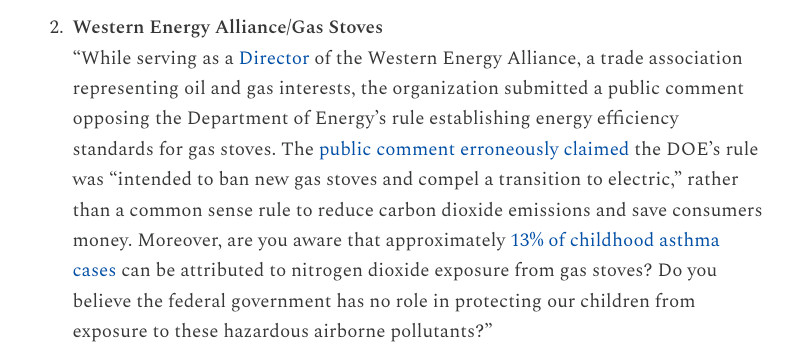 2. Western Energy Alliance/Gas Stoves
“While serving as a Director of the Western Energy Alliance, a trade association
representing oil and gas interests, the organization submitted a public comment
opposing the Department of Energy’s rule establishing energy efficiency
standards for gas stoves. The public comment erroneously claimed the DOE’s rule
was “intended to ban new gas stoves and compel a transition to electric,” rather
than a common sense rule to reduce carbon dioxide emissions and save consumers
money. Moreover, are you aware that approximately 13% of childhood asthma
cases can be attributed to nitrogen dioxide exposure from gas stoves? Do you
believe the federal government has no role in protecting our children from
exposure to these hazardous airborne pollutants?”